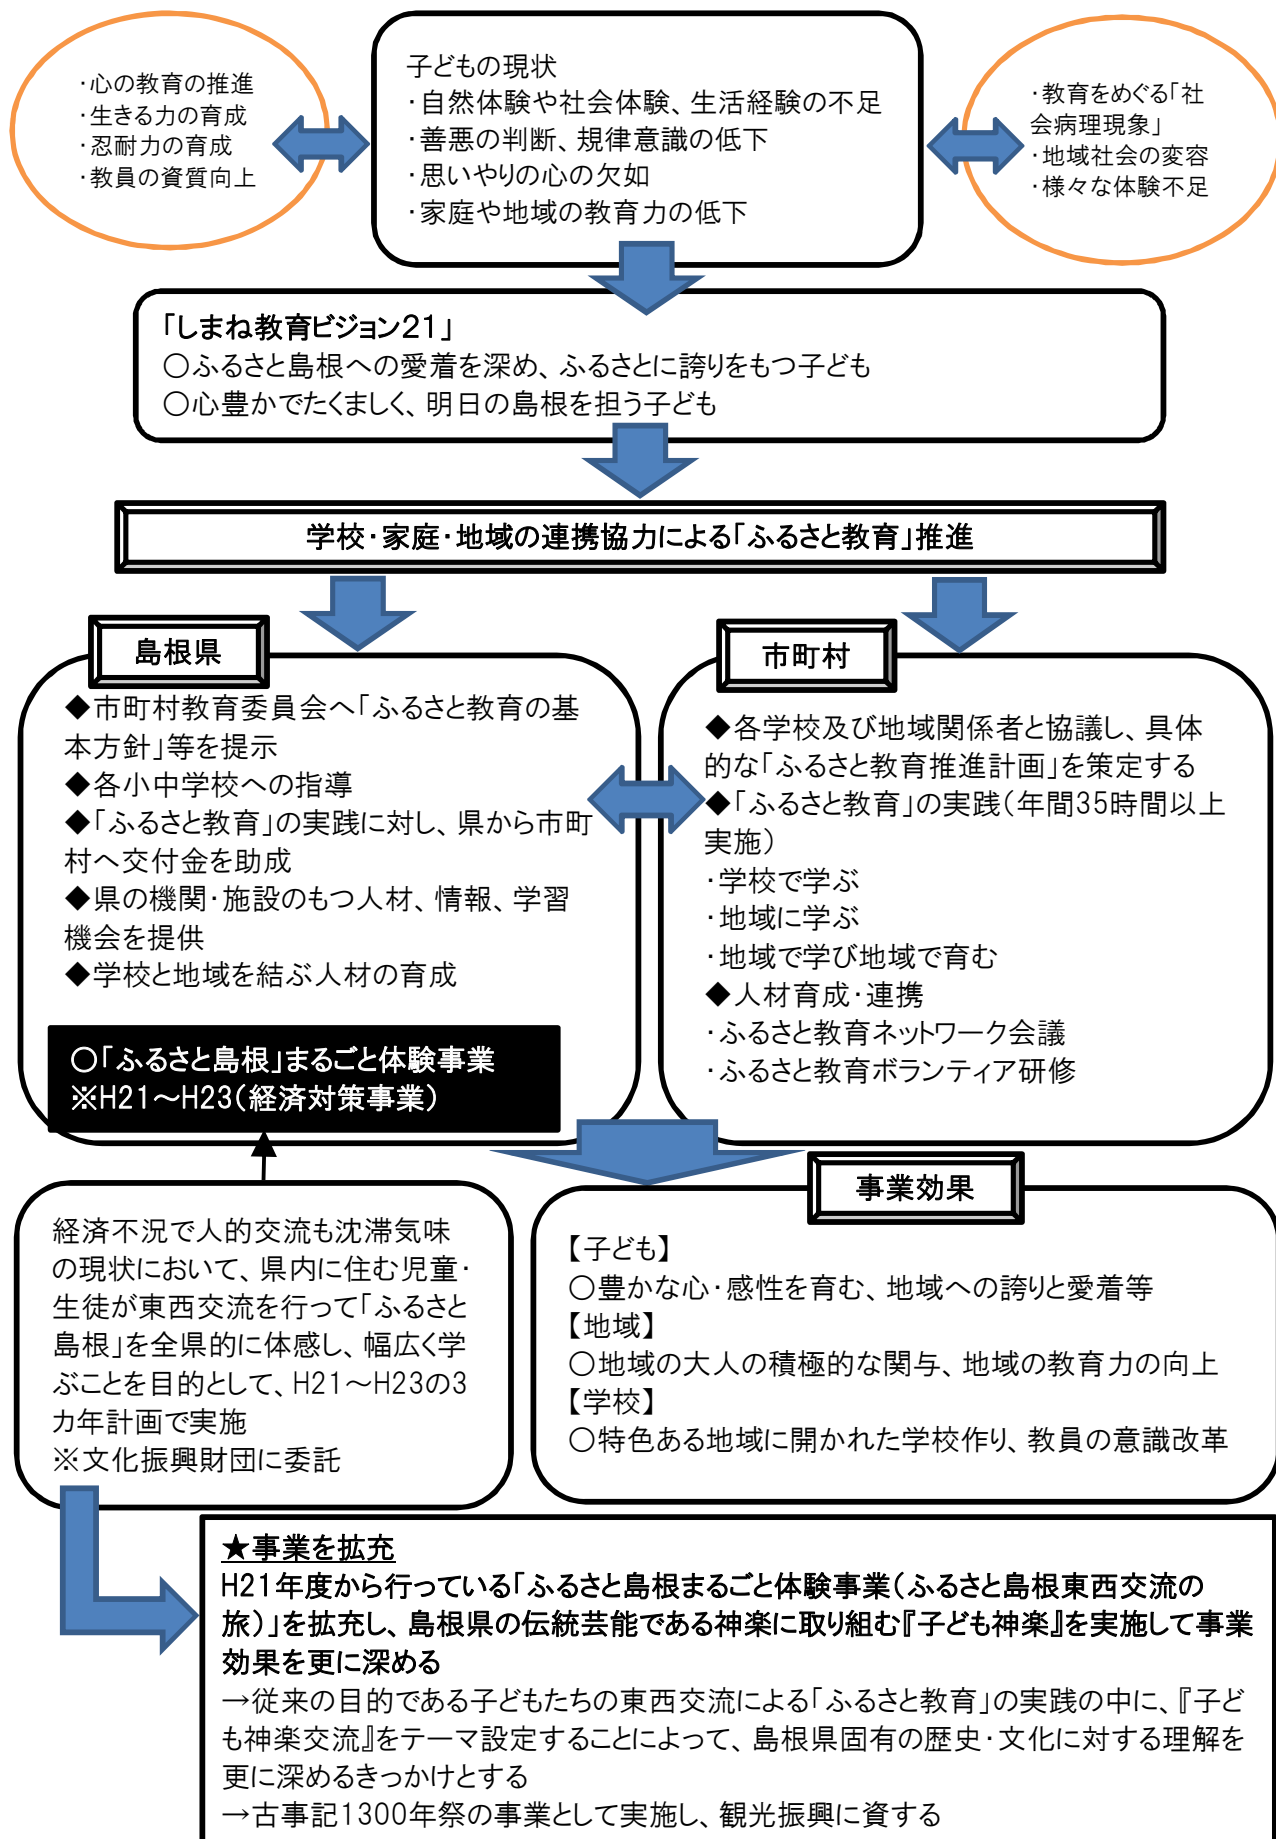 ・心の教育の推進
・生きる力の育成
・忍耐力の育成
・教員の資質向上
子どもの現状
・自然体験や社会体験、生活経験の不足
・善悪の判断、規律意識の低下
・思いやりの心の欠如
・家庭や地域の教育力の低下
・教育をめぐる「社
会病理現象」
・地域社会の変容
・様々な体験不足
「しまね教育ビジョン21」
○ふるさと島根への愛着を深め、ふるさとに誇りをもつ子ども
○心豊かでたくましく、明日の島根を担う子ども
学校・家庭・地域の連携協力による「ふるさと教育」推進
島根県
◆市町村教育委員会へ「ふるさと教育の基
本方針」等を提示
◆各小中学校への指導
◆「ふるさと教育」の実践に対し、県から市町
村へ交付金を助成
◆県の機関・施設のもつ人材、情報、学習
機会を提供
◆学校と地域を結ぶ人材の育成
○「ふるさと島根」まるごと体験事業
※H21～H23（経済対策事業）
市町村
◆各学校及び地域関係者と協議し、具体
的な「ふるさと教育推進計画」を策定する
◆「ふるさと教育」の実践（年間35時間以上
実施）
・学校で学ぶ
・地域に学ぶ
・地域で学び地域で育む
◆人材育成・連携
・ふるさと教育ネットワーク会議
・ふるさと教育ボランティア研修
経済不況で人的交流も沈滞気味
の現状において、県内に住む児童・
生徒が東西交流を行って「ふるさと
島根」を全県的に体感し、幅広く学
ぶことを目的として、H21～H23の3
カ年計画で実施
※文化振興財団に委託
事業効果
【子ども】
○豊かな心・感性を育む、地域への誇りと愛着等
【地域】
○地域の大人の積極的な関与、地域の教育力の向上
【学校】
○特色ある地域に開かれた学校作り、教員の意識改革
★事業を拡充
H21年度から行っている「ふるさと島根まるごと体験事業（ふるさと島根東西交流の
旅）」を拡充し、島根県の伝統芸能である神楽に取り組む『子ども神楽』を実施して事業
効果を更に深める
→従来の目的である子どもたちの東西交流による「ふるさと教育」の実践の中に、『子ど
も神楽交流』をテーマ設定することによって、島根県固有の歴史・文化に対する理解を
更に深めるきっかけとする
→古事記1300年祭の事業として実施し、観光振興に資する